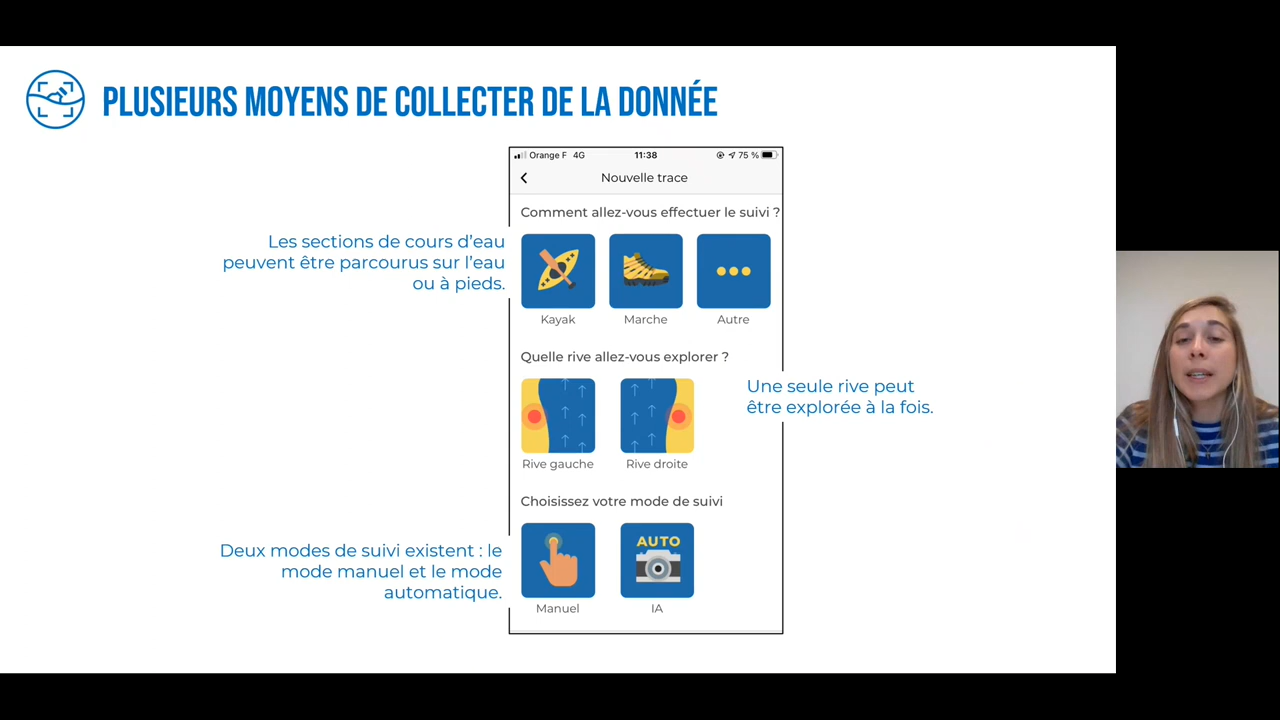 PLUSIEURS MOYENS DE COLLECTER DE LA DONNÉE
Orange F 4G 11:38 75 %
Nouvelle trace
Comment allez-vous effectuer le suivi ?
Les sections de cours d'eau
peuvent être parcourus sur l'eau
ou à pieds.
Kayak Marche Autre
Quelle rive allez-vous explorer ?
Une seule rive peut
être explorée à la fois.
Rive gauche Rive droite
Choisissez votre mode de suivi
Deux modes de suivi existent : le
mode manuel et le mode
automatique.
AUTO
Manuel IA